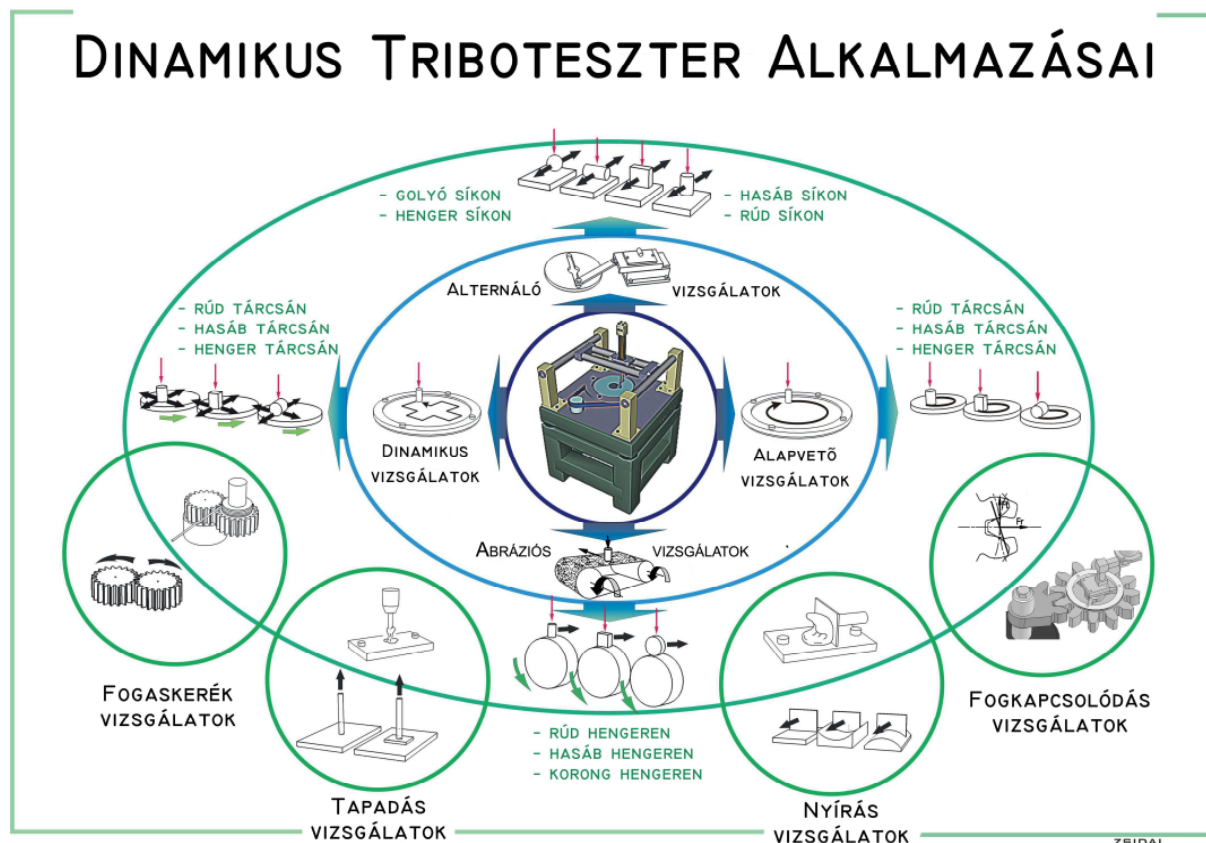 DINAMIKUS TRIBOTESZTER ALKALMAZÁSAI
- GOLYÓ SÍKON
- HENGER SÍKON
- HASÁB SÍKON
- RÚD SÍKON
ALTERNÁLÓ VIZSGÁLATOK
- RÚD TÁRCSÁN
- HASÁB TÁRCSÁN
- HENGER TÁRCSÁN
- RÚD TÁRCSÁN
- HASÁB TÁRCSÁN
- HENGER TÁRCSÁN
DINAMIKUS
VIZSGÁLATOK
ALAPVETŐ
VIZSGÁLATOK
ABRÁZIÓS VIZSGÁLATOK
FOGASKERÉK
VIZSGÁLATOK
FOGKAPCSOLÓDÁS
VIZSGÁLATOK
- RÚD HENGEREN
- HASÁB HENGEREN
- KORONG HENGEREN
TAPADÁS
VIZSGÁLATOK
NYÍRÁS
VIZSGÁLATOK
ZSIDAI